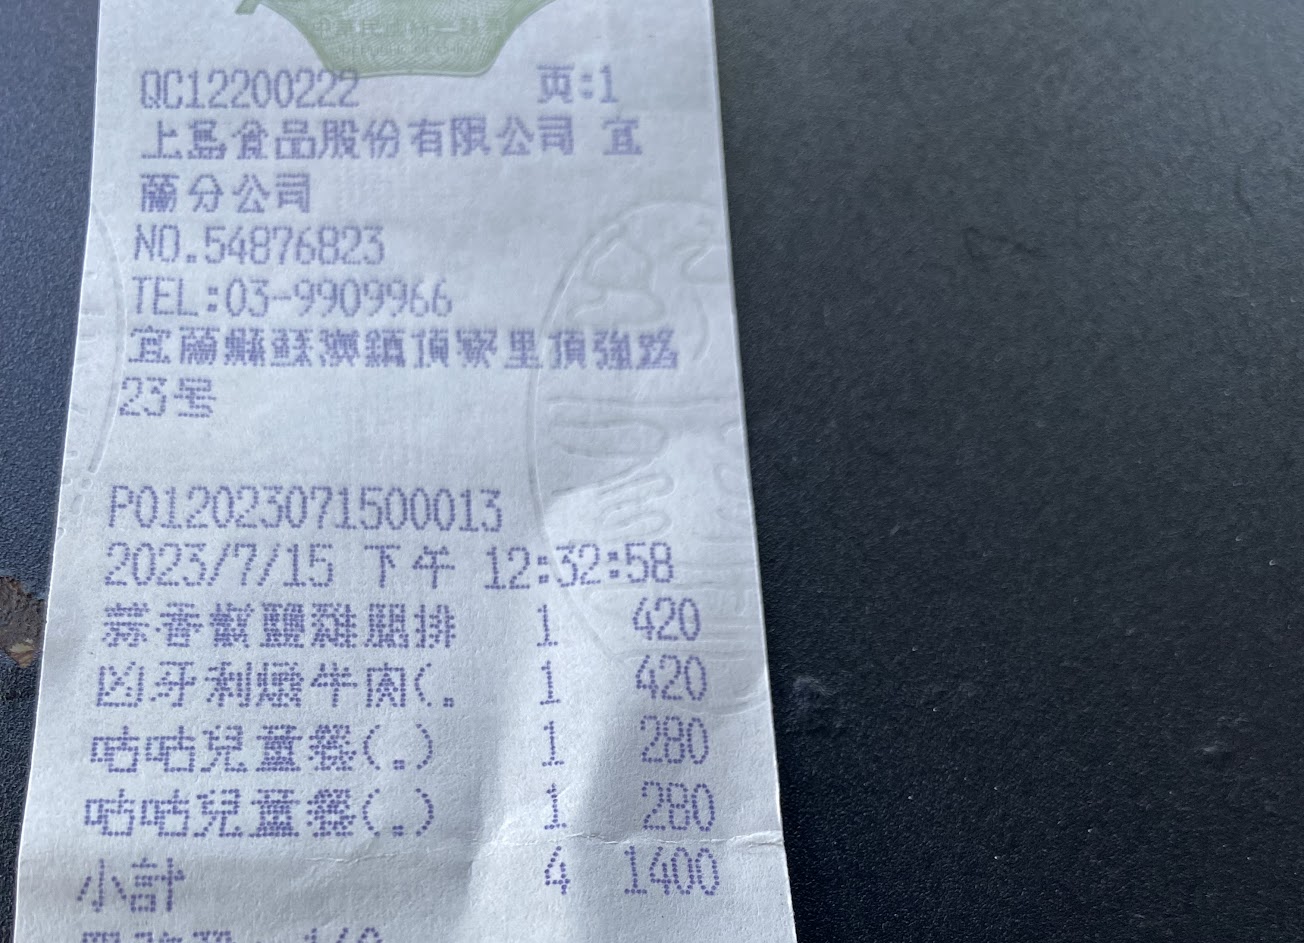 QC12200222 页:1
上島食品股份有限公司 宜
蘭分公司
NO.54876823
TEL:03-9909966
宜蘭縣蘇澳鎮頂寮里頂強路
23号
P012023071500013
2023/7/15 下午 12:32:58
蒜香椒鹽雞腿排 1 420
匈牙利燉牛肉(. 1 420
咕咕兒童餐(.) 1 280
咕咕兒童餐(.) 1 280
小計 4 1400